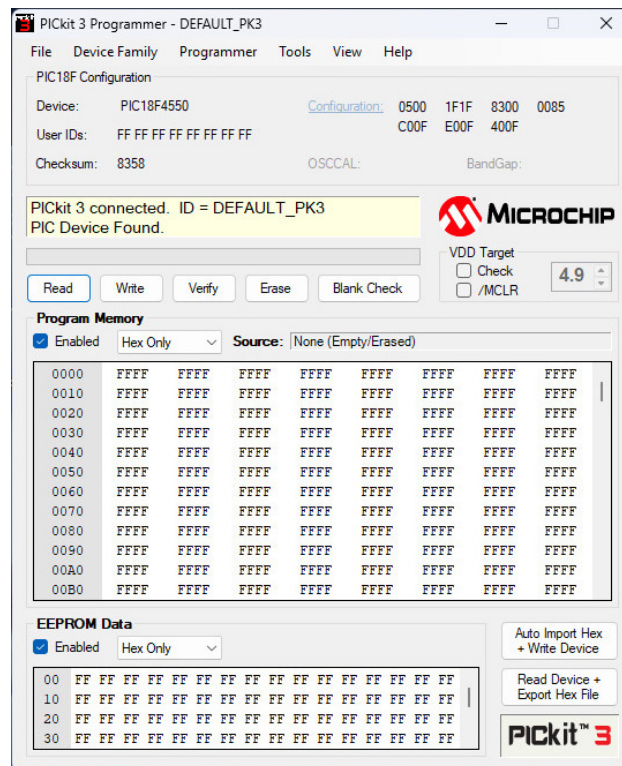 PICkit 3 Programmer - DEFAULT_PK3
File Device Family Programmer Tools View Help
PIC18F Configuration
Device: PIC18F4550 Configuration: 0500 1F1F 8300 0085
C00F E00F 400F
User IDs: FF FF FF FF FF FF FF FF
Checksum: 8358 OSCCAL: BandGap:
PICkit 3 connected. ID = DEFAULT_PK3
PIC Device Found.
MICROCHIP
VDD Target
Check
/MCLR
4.9
Read Write Verify Erase Blank Check
Program Memory
Enabled Hex Only Source: None (Empty/Erased)
0000 FFFF FFFF FFFF FFFF FFFF FFFF FFFF FFFF
0010 FFFF FFFF FFFF FFFF FFFF FFFF FFFF FFFF
0020 FFFF FFFF FFFF FFFF FFFF FFFF FFFF FFFF
0030 FFFF FFFF FFFF FFFF FFFF FFFF FFFF FFFF
0040 FFFF FFFF FFFF FFFF FFFF FFFF FFFF FFFF
0050 FFFF FFFF FFFF FFFF FFFF FFFF FFFF FFFF
0060 FFFF FFFF FFFF FFFF FFFF FFFF FFFF FFFF
0070 FFFF FFFF FFFF FFFF FFFF FFFF FFFF FFFF
0080 FFFF FFFF FFFF FFFF FFFF FFFF FFFF FFFF
0090 FFFF FFFF FFFF FFFF FFFF FFFF FFFF FFFF
00A0 FFFF FFFF FFFF FFFF FFFF FFFF FFFF FFFF
00B0 FFFF FFFF FFFF FFFF FFFF FFFF FFFF FFFF
EEPROM Data
Enabled Hex Only
00 FF FF FF FF FF FF FF FF FF FF FF FF FF FF FF FF
10 FF FF FF FF FF FF FF FF FF FF FF FF FF FF FF FF
20 FF FF FF FF FF FF FF FF FF FF FF FF FF FF FF FF
30 FF FF FF FF FF FF FF FF FF FF FF FF FF FF FF FF
Auto Import Hex
+ Write Device
Read Device +
Export Hex File
PICkit™ 3